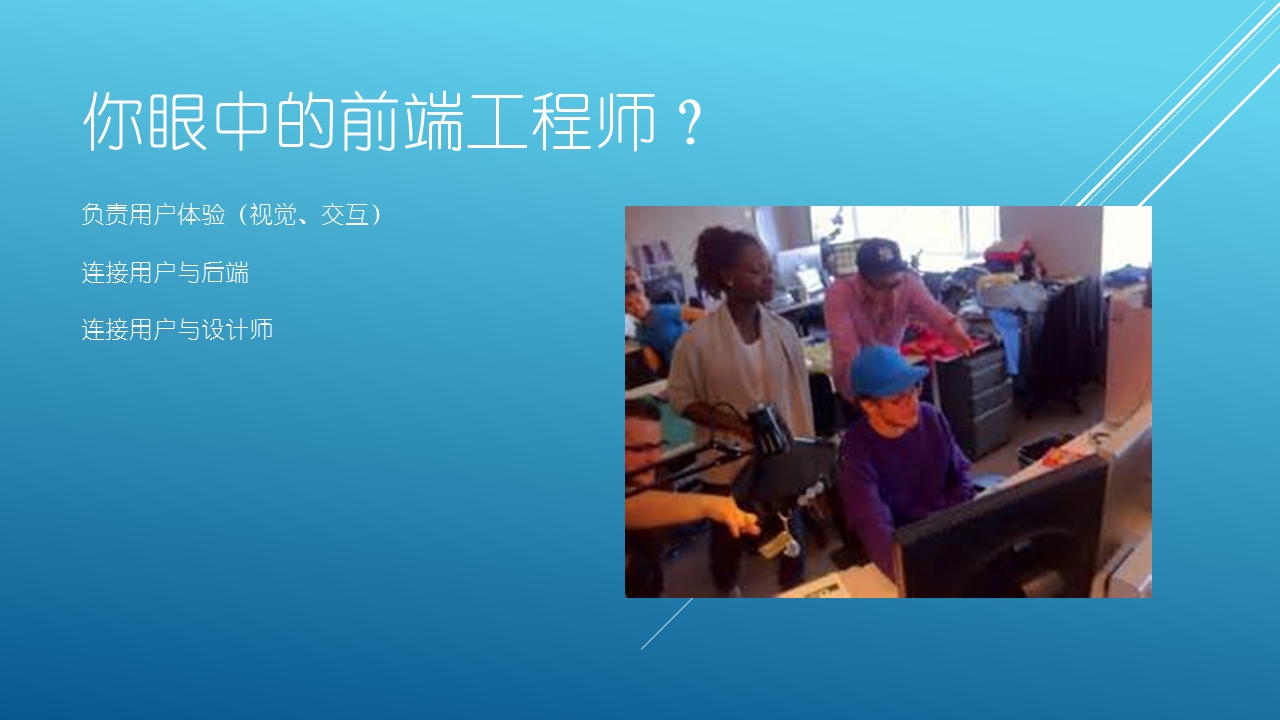 你眼中的前端工程师？
负责用户体验（视觉、交互）
连接用户与后端
连接用户与设计师